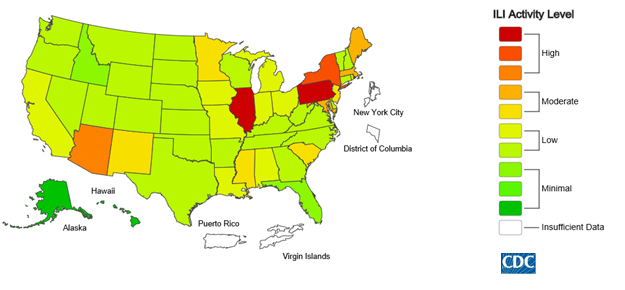 ILI Activity Level
High
Moderate
Low
Minimal
Insufficient Data
New York City
District of Columbia
Hawaii
Alaska
Puerto Rico
Virgin Islands
CDC